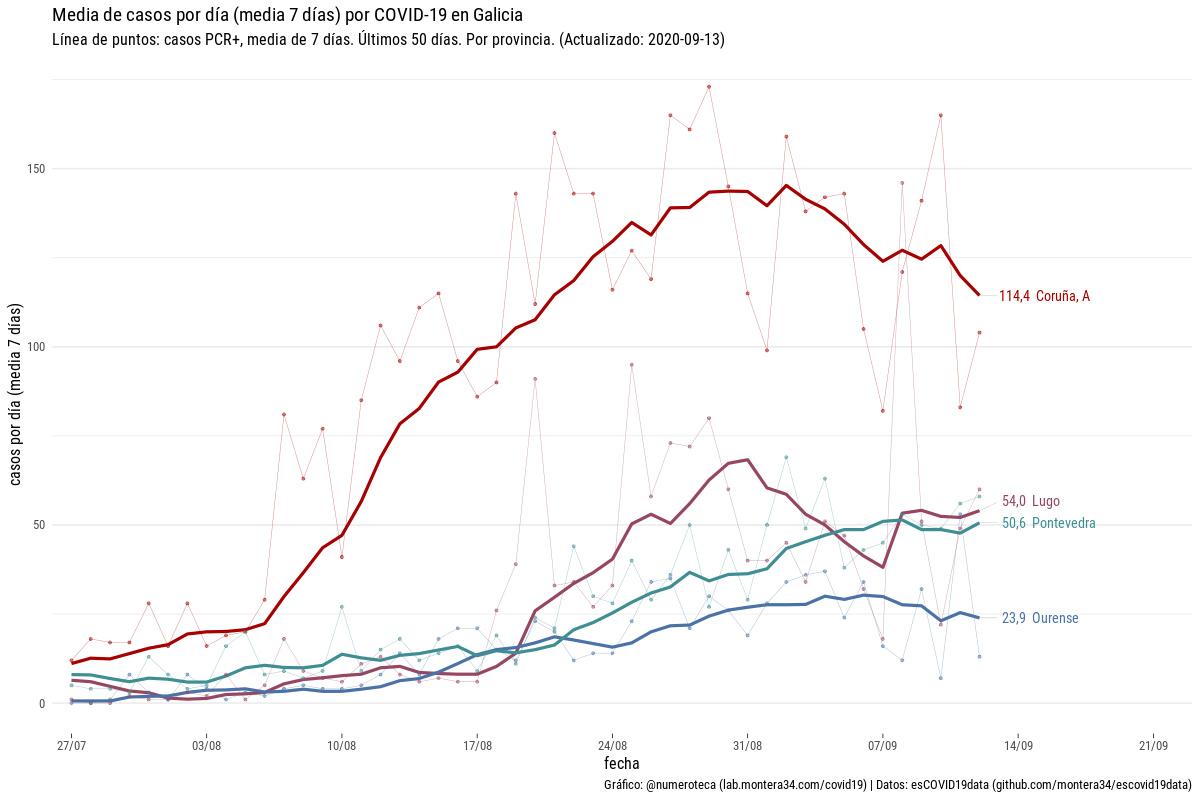 Media de casos por día (media 7 días) por COVID-19 en Galicia
Línea de puntos: casos PCR+, media de 7 días. Últimos 50 días. Por provincia. (Actualizado: 2020-09-13)
casos por día (media 7 días)
150
100
50
0
114,4 Coruña, A
54,0 Lugo
50,6 Pontevedra
23,9 Ourense
27/07 03/08 10/08 17/08 24/08 31/08 07/09 14/09 21/09
fecha
Gráfico: @numeroteca (lab.montera34.com/covid19) | Datos: esCOVID19data (github.com/montera34/escovid19data)